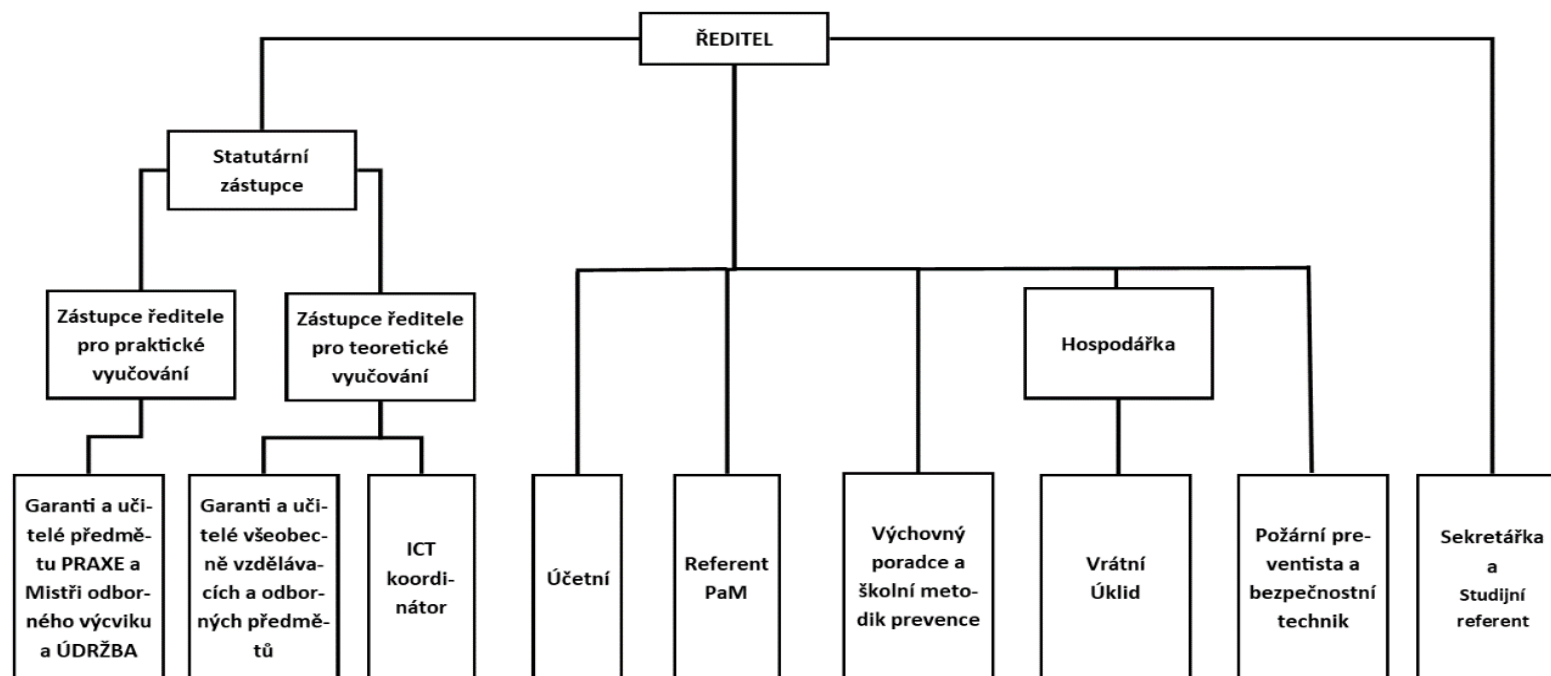 ŘEDITEL
Statutární
zástupce
Zástupce ředitele
pro praktické
vyučování
Zástupce ředitele
pro teoretické
vyučování
Hospodářka
Garanti a uči-
telé předmě-
tu PRAXE a
Mistři odbor-
ného výcviku
a ÚDRŽBA
Garanti a uči-
telé všeobec-
ně vzděláva-
cích a odbor-
ných předmě-
tů
ICT
koordi-
nátor
Účetní
Referent
PaM
Výchovný
poradce a
školní meto-
dik prevence
Vrátní
Úklid
Požární pre-
ventista a
bezpečnostní
technik
Sekretářka
a
Studijní
referent